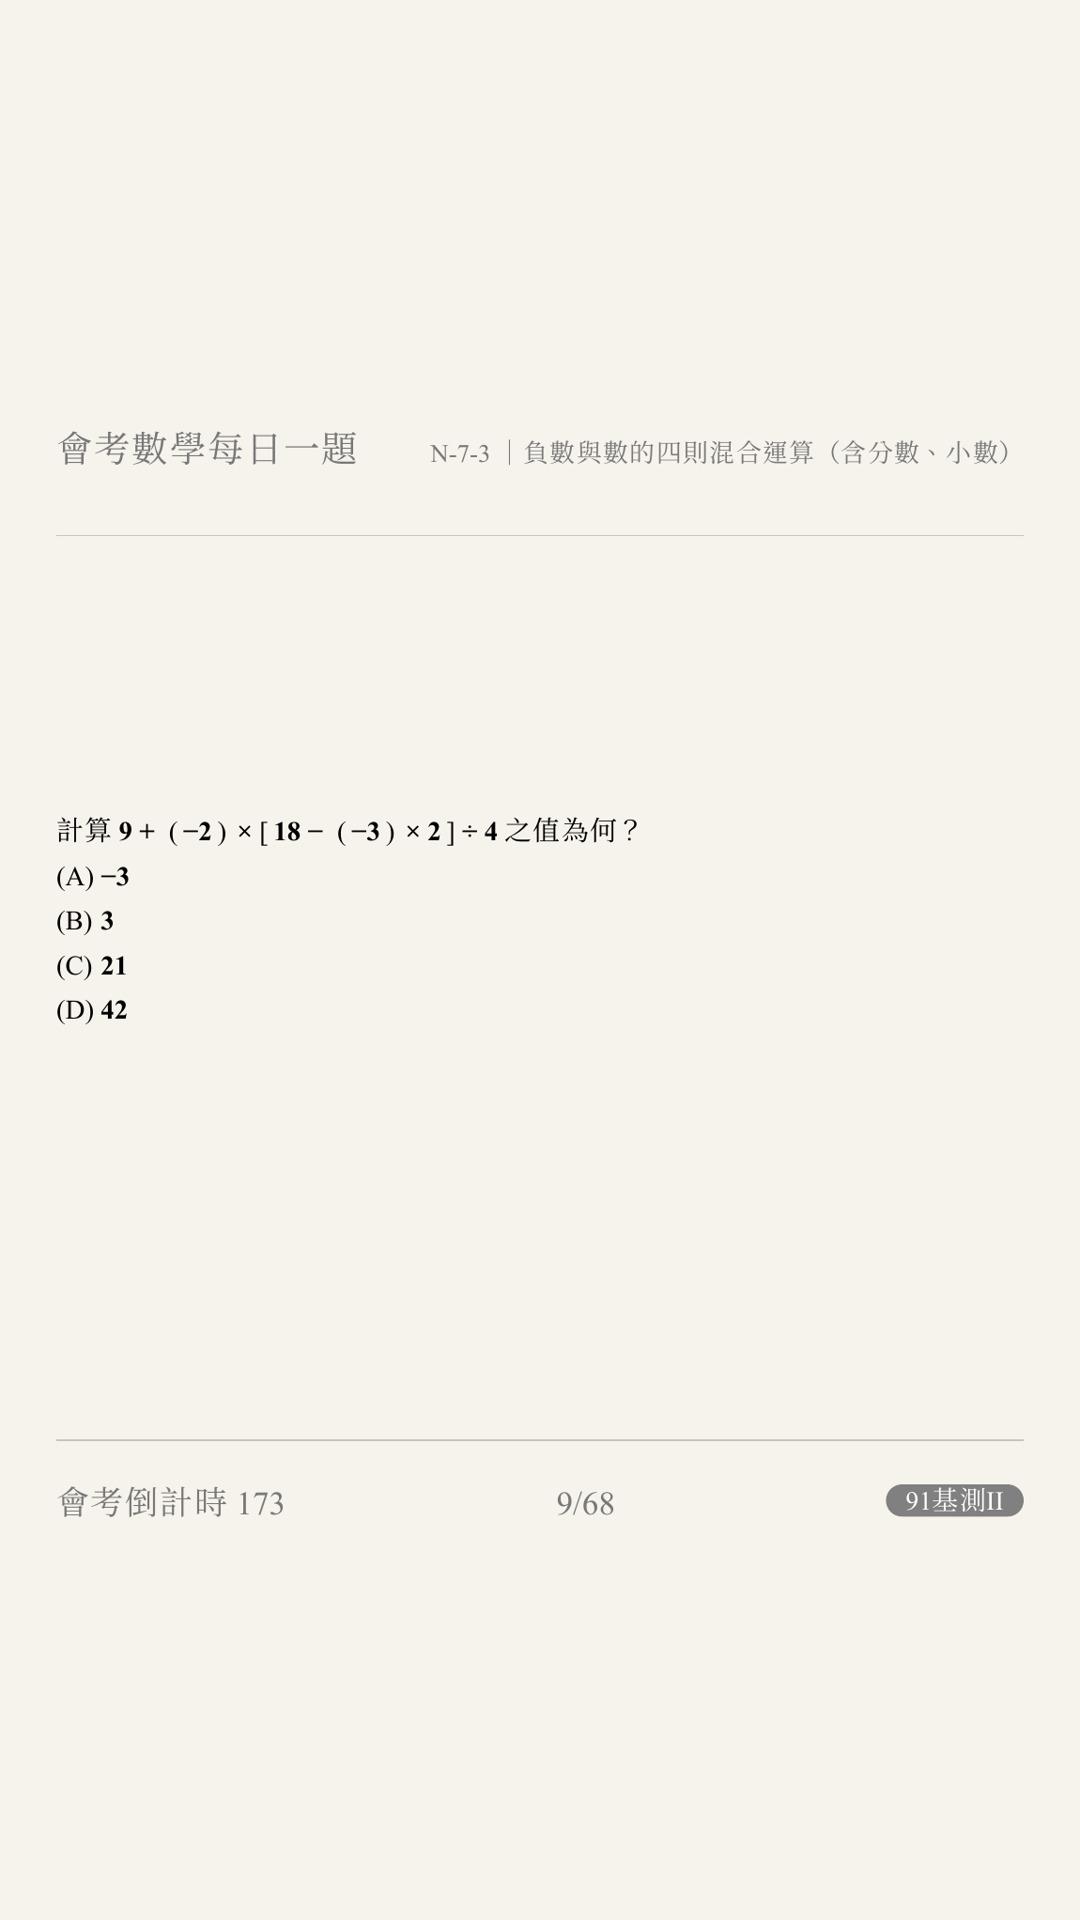 會考數學每日一題
N-7-3｜負數與數的四則混合運算（含分數、小數）
計算 9 + （−2）×[ 18 − （−3）× 2 ] ÷ 4 之值為何？
(A) −3
(B) 3
(C) 21
(D) 42
會考倒計時 173
9/68
91基測II